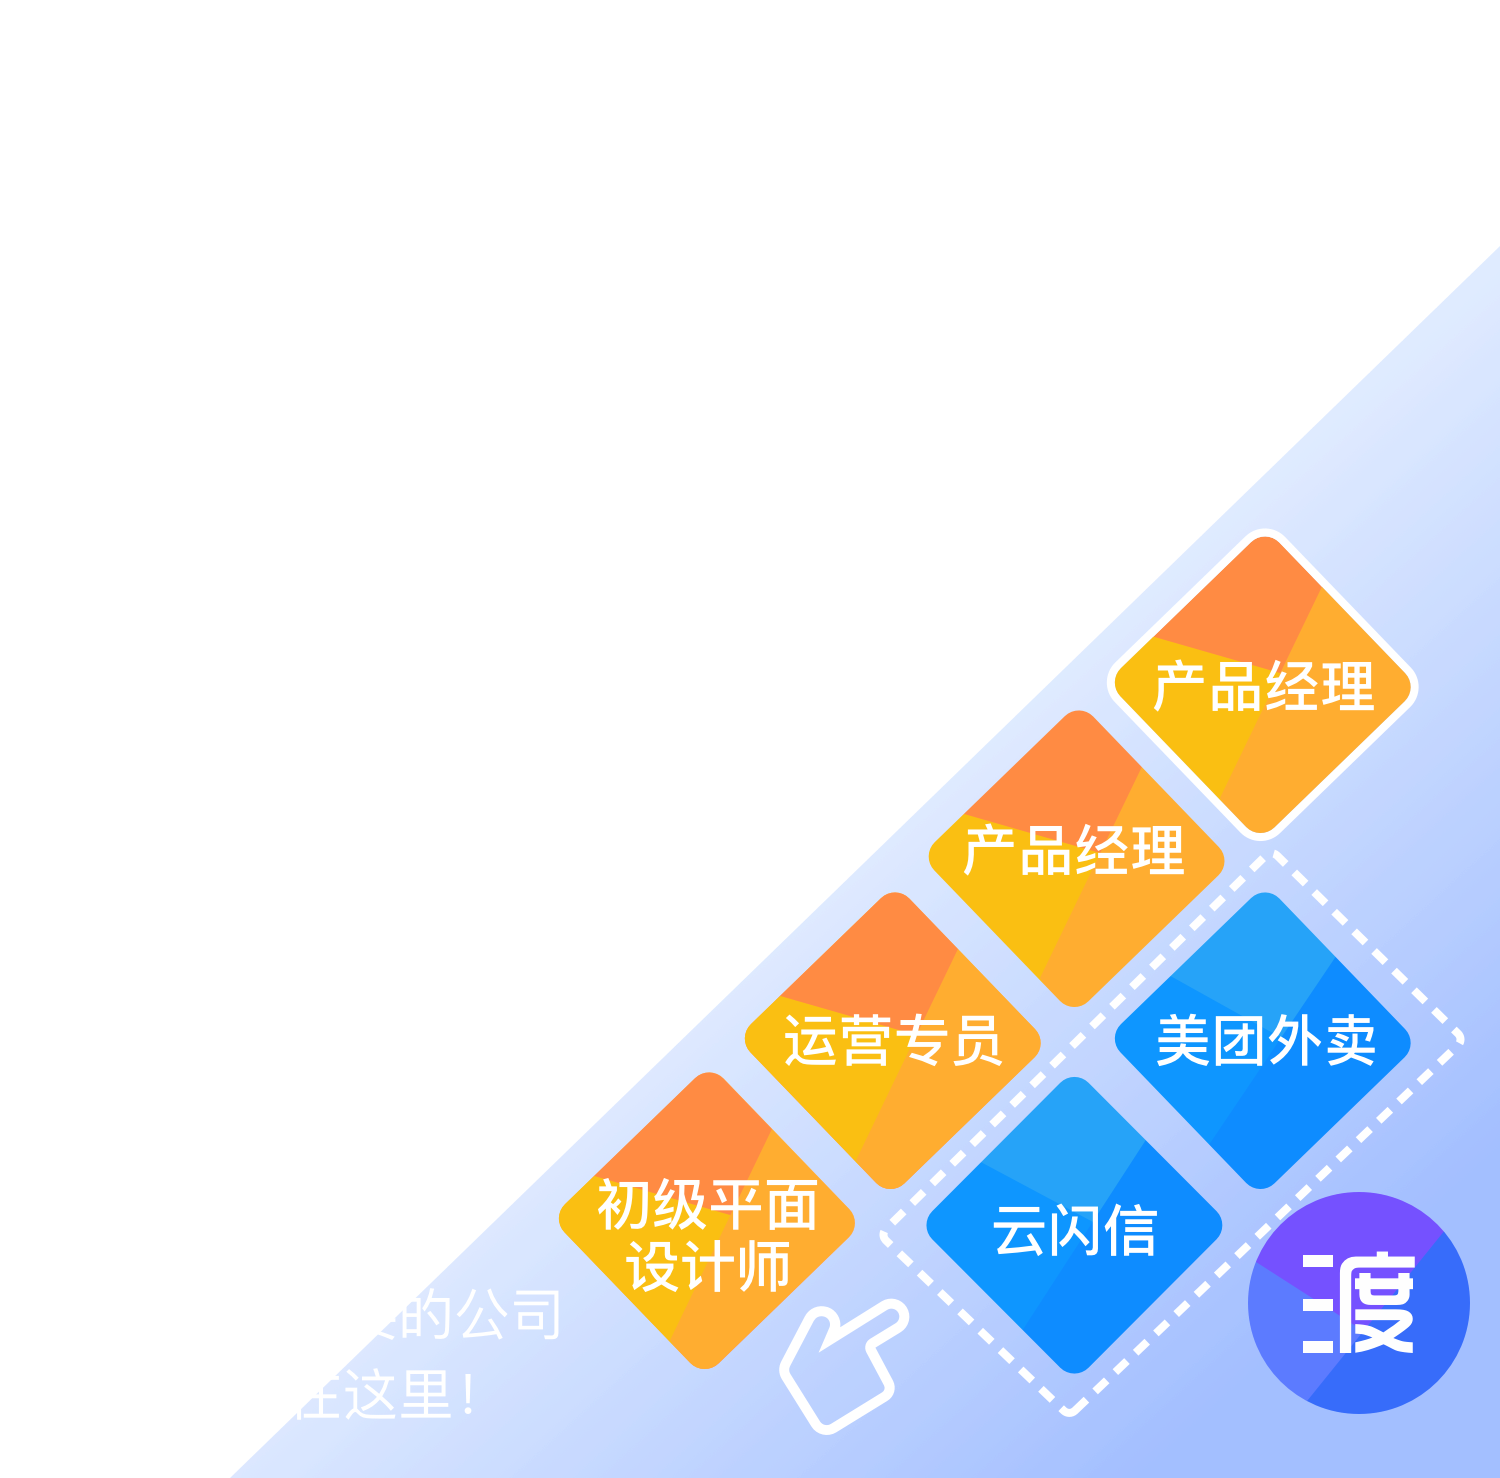 产品经理
产品经理
运营专员
美团外卖
初级平面
设计师
云闪信
的公司
在这里！
渡